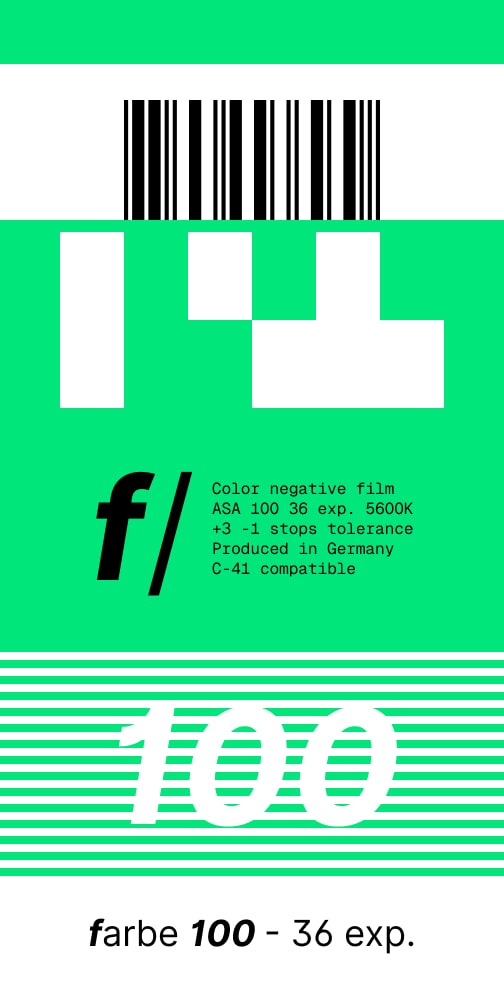 f/
Color negative film
ASA 100 36 exp. 5600K
+3 -1 stops tolerance
Produced in Germany
C-41 compatible
100
farbe 100 - 36 exp.